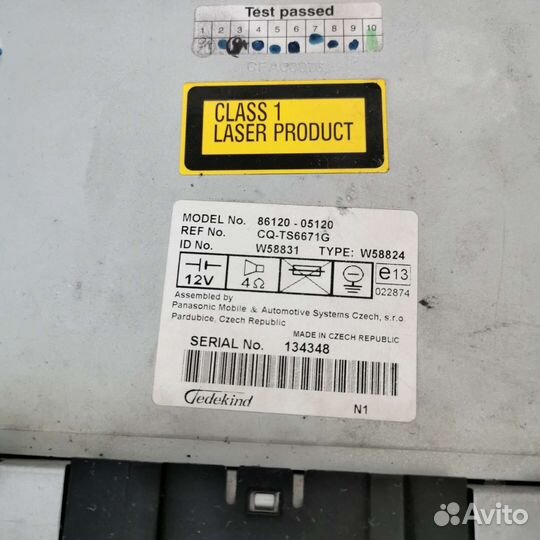 Test passed
1 2 3 4 5 6 7 8 9 10
CLASS 1
LASER PRODUCT
MODEL No. 86120 - 05120
REF No. CQ-TS6671G
ID No. W58831 TYPE: W58824
12V
4Ω
e13
022874
Assembled by
Panasonic Mobile & Automotive Systems Czech, s.r.o
Pardubice, Czech Republic
MADE IN CZECH REPUBLIC
SERIAL No. 134348
Tedekind
N1
Avito